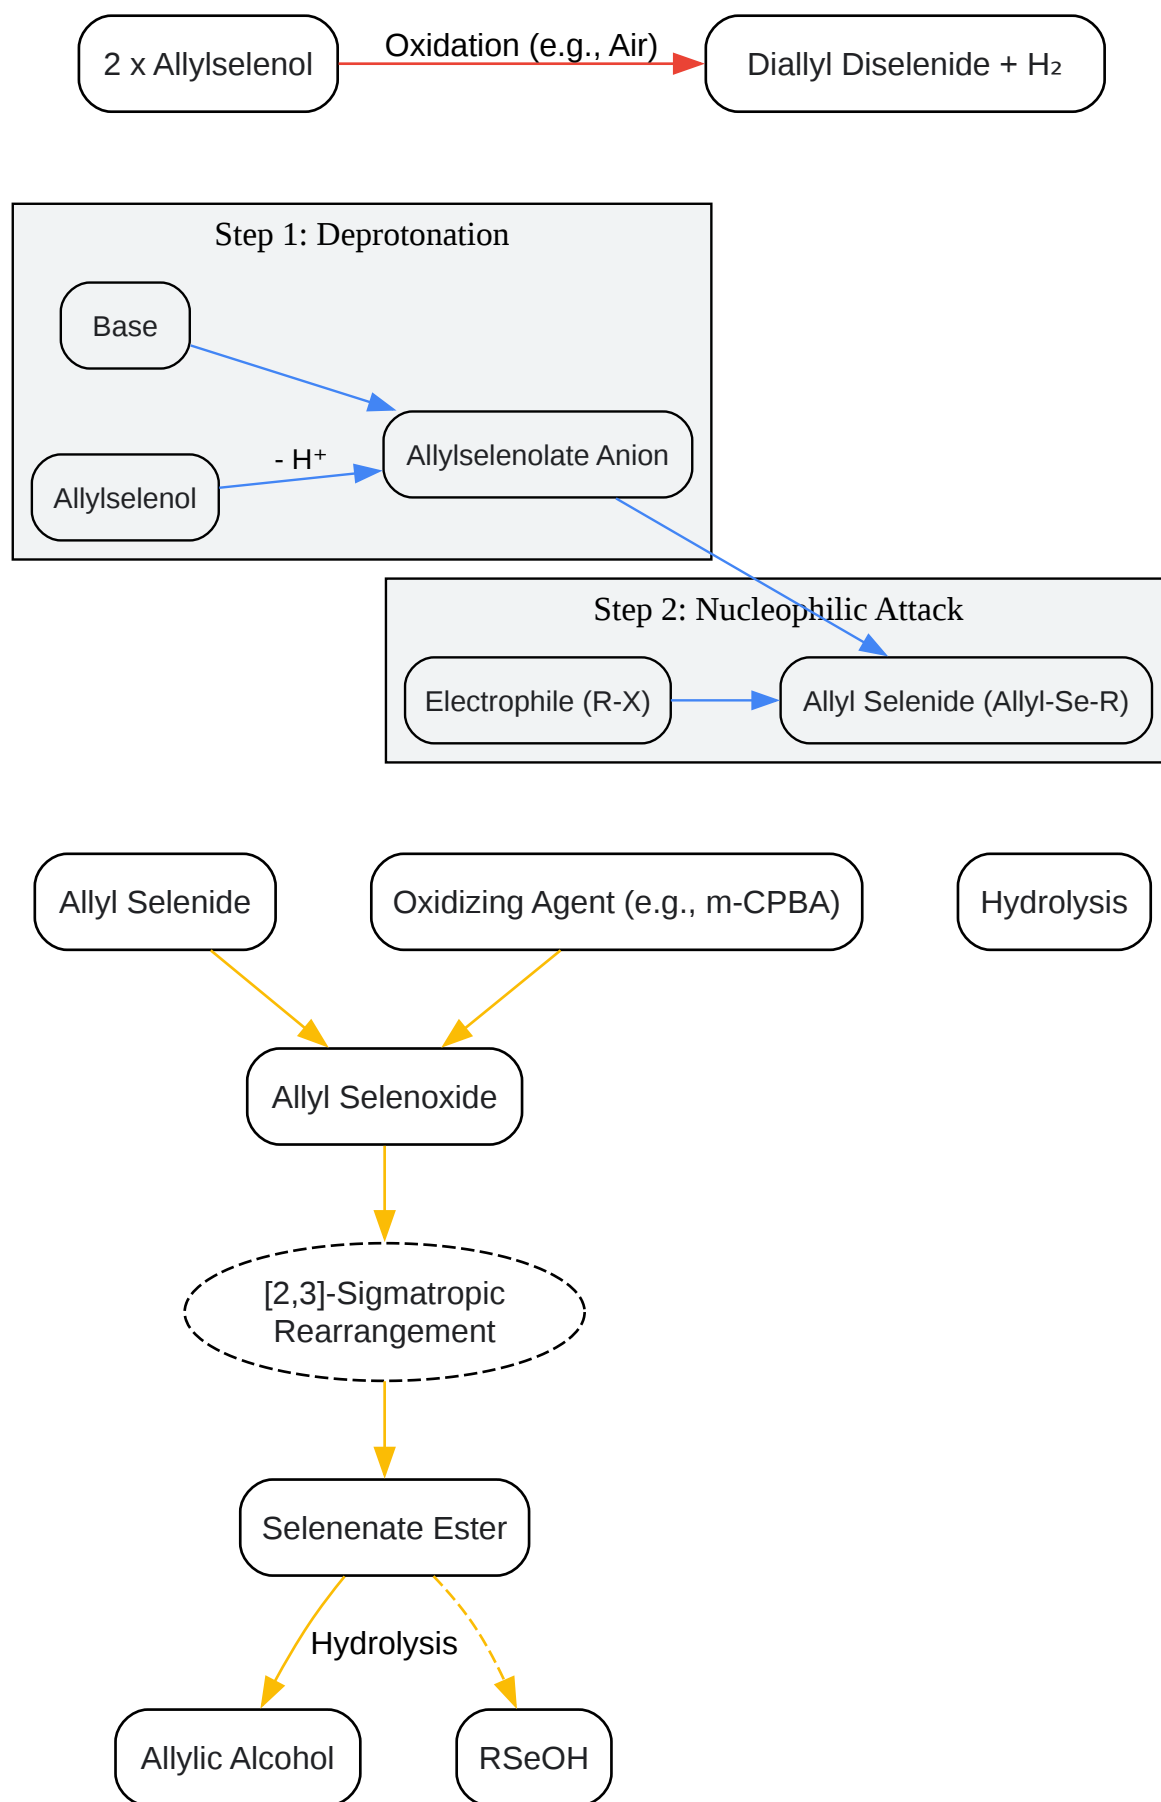 2 x Allylselenol
Oxidation (e.g., Air)
Diallyl Diselenide + H₂
Step 1: Deprotonation
Base
Allylselenol
- H⁺
Allylselenolate Anion
Step 2: Nucleophilic Attack
Electrophile (R-X)
Allyl Selenide (Allyl-Se-R)
Allyl Selenide
Oxidizing Agent (e.g., m-CPBA)
Hydrolysis
Allyl Selenoxide
[2,3]-Sigmatropic
Rearrangement
Selenenate Ester
Hydrolysis
Allylic Alcohol
RSeOH